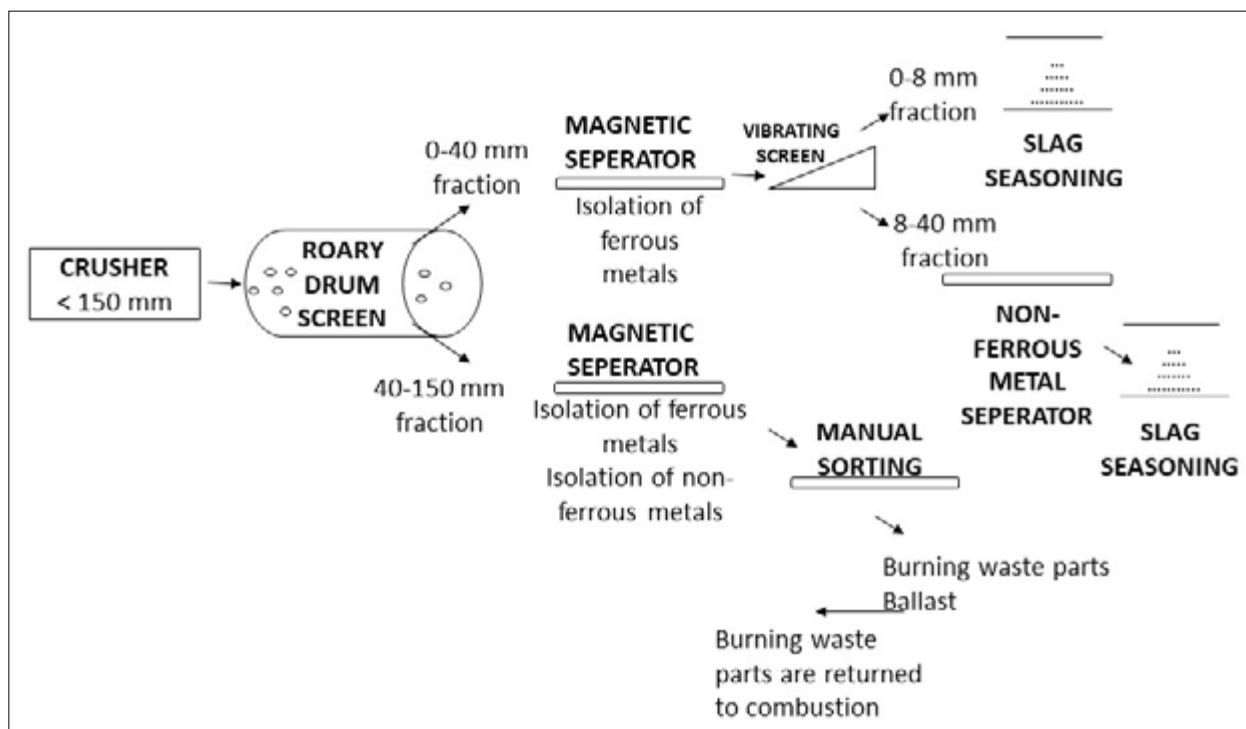 CRUSHER
< 150 mm
ROARY
DRUM
SCREEN
0-40 mm
fraction
MAGNETIC
SEPERATOR
Isolation of
ferrous
metals
VIBRATING
SCREEN
0-8 mm
fraction
SLAG
SEASONING
8-40 mm
fraction
NON-
FERROUS
METAL
SEPERATOR
SLAG
SEASONING
40-150 mm
fraction
MAGNETIC
SEPERATOR
Isolation of ferrous
metals
Isolation of non-
ferrous metals
MANUAL
SORTING
Burning waste parts
Ballast
Burning waste
parts are returned
to combustion